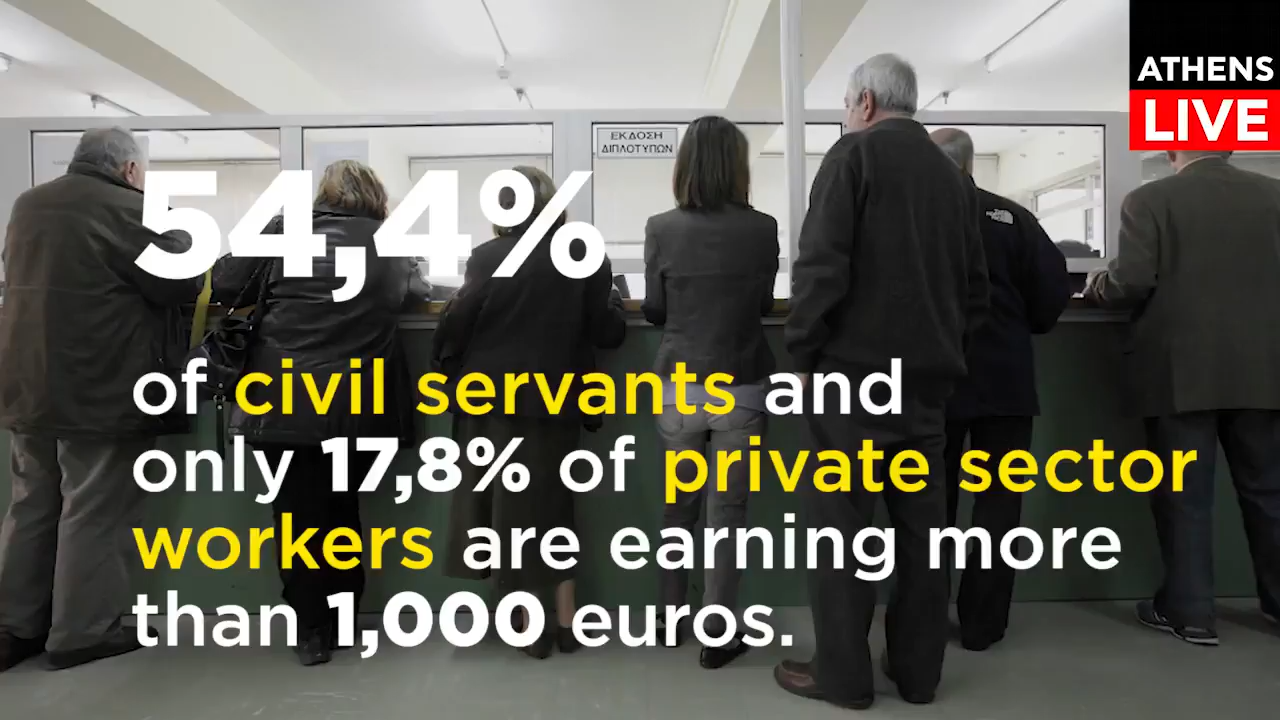 ATHENS
LIVE
ΕΚΔΟΣΗ
ΔΙΠΛΟΤΥΠΩΝ
54,4%
of civil servants and
only 17,8% of private sector
workers are earning more
than 1,000 euros.